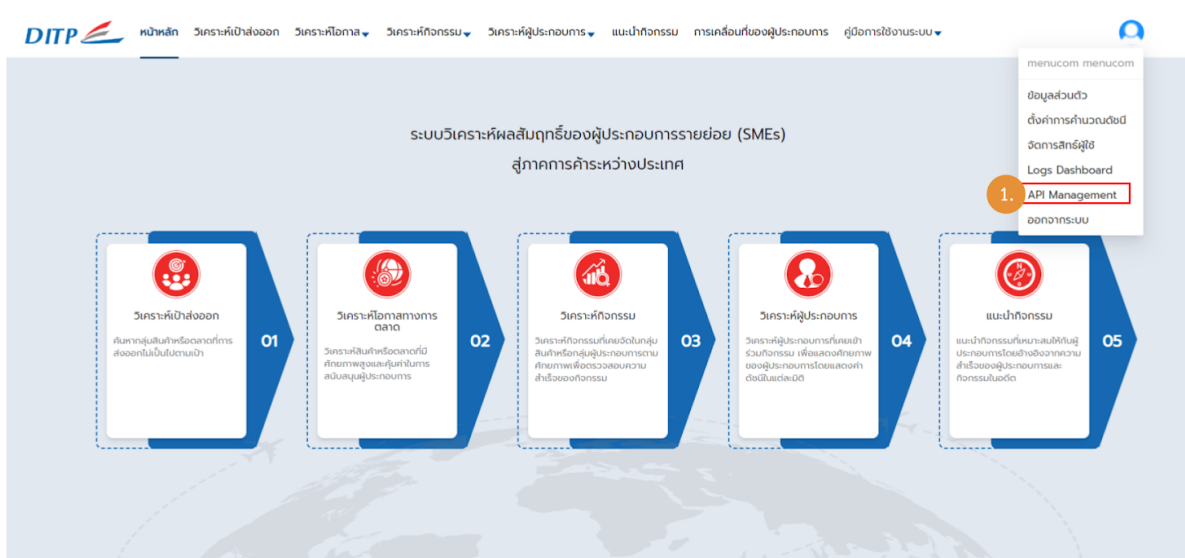 DITP
หน้าหลัก วิเคราะห์เป้าส่งออก วิเคราะห์โอกาส วิเคราะห์กิจกรรม วิเคราะห์ผู้ประกอบการ แนะนำกิจกรรม การเคลื่อนที่ของผู้ประกอบการ คู่มือการใช้งานระบบ
menucom menucom
ข้อมูลส่วนตัว
ตั้งค่าการคำนวณดัชนี
จัดการสิทธิ์ผู้ใช้
Logs Dashboard
1. API Management
ออกจากระบบ
ระบบวิเคราะห์ผลสัมฤทธิ์ของผู้ประกอบการรายย่อย (SMEs)
สู่ภาคการค้าระหว่างประเทศ
วิเคราะห์เป้าส่งออก
ค้นหากลุ่มสินค้าหรือตลาดที่การ
ส่งออกไม่เป็นไปตามเป้า
01
วิเคราะห์โอกาสทางการ
ตลาด
วิเคราะห์สินค้าหรือตลาดที่มี
ศักยภาพสูงและคุ้มค่าในการ
สนับสนุนผู้ประกอบการ
02
วิเคราะห์กิจกรรม
วิเคราะห์กิจกรรมที่เคยจัดในกลุ่ม
สินค้าหรือกลุ่มผู้ประกอบการตาม
ศักยภาพเพื่อตรวจสอบความ
สำเร็จของกิจกรรม
03
วิเคราะห์ผู้ประกอบการ
วิเคราะห์ผู้ประกอบการที่เคยเข้า
ร่วมกิจกรรม เพื่อแสดงศักยภาพ
ของผู้ประกอบการโดยแสดงค่า
ดัชนีในแต่ละมิติ
04
แนะนำกิจกรรม
แนะนำกิจกรรมที่เหมาะสมให้กับผู้
ประกอบการโดยอ้างอิงจากความ
สำเร็จของผู้ประกอบการและ
กิจกรรมในอดีต
05